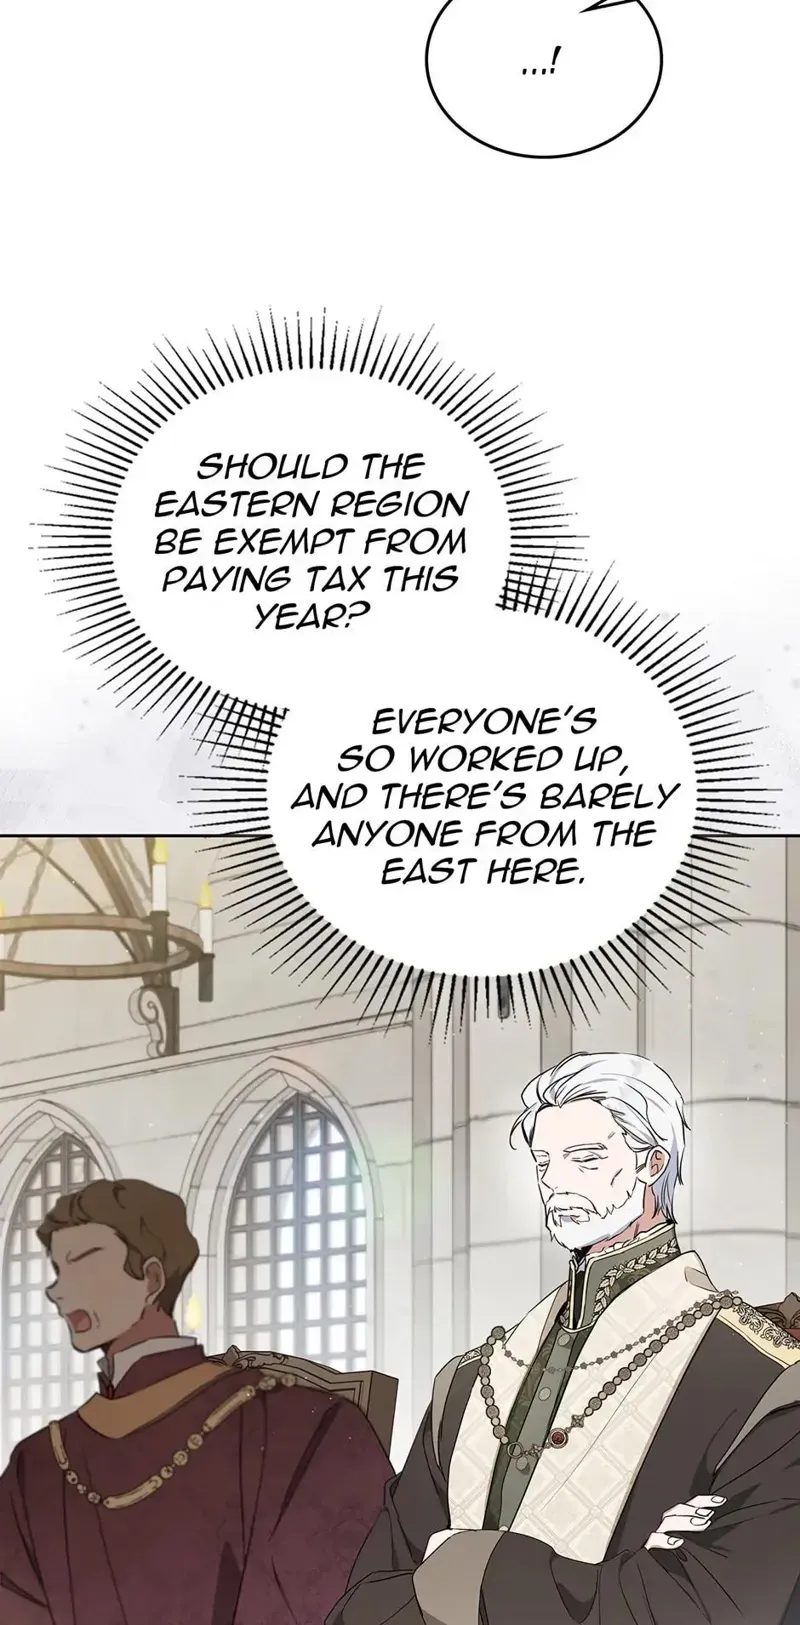 ...!
SHOULD THE
EASTERN REGION
BE EXEMPT FROM
PAYING TAX THIS
YEAR?
EVERYONE'S
SO WORKED UP,
AND THERE'S BARELY
ANYONE FROM THE
EAST HERE.